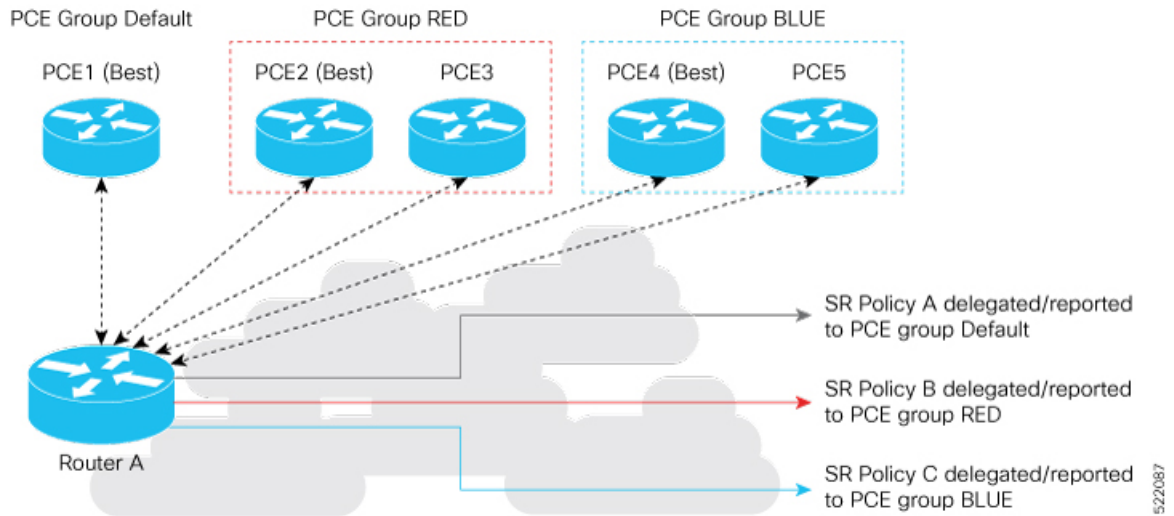 PCE Group Default
PCE Group RED
PCE Group BLUE
PCE1 (Best)
PCE2 (Best)
PCE3
PCE4 (Best)
PCE5
SR Policy A delegated/reported
to PCE group Default
SR Policy B delegated/reported
to PCE group RED
Router A
SR Policy C delegated/reported
to PCE group BLUE
522087